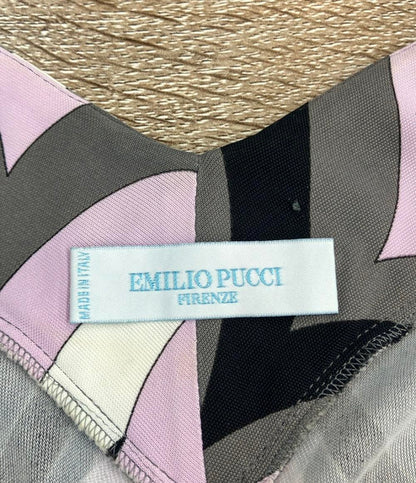 EMILIO PUCCI
FIRENZE
MADE IN ITALY